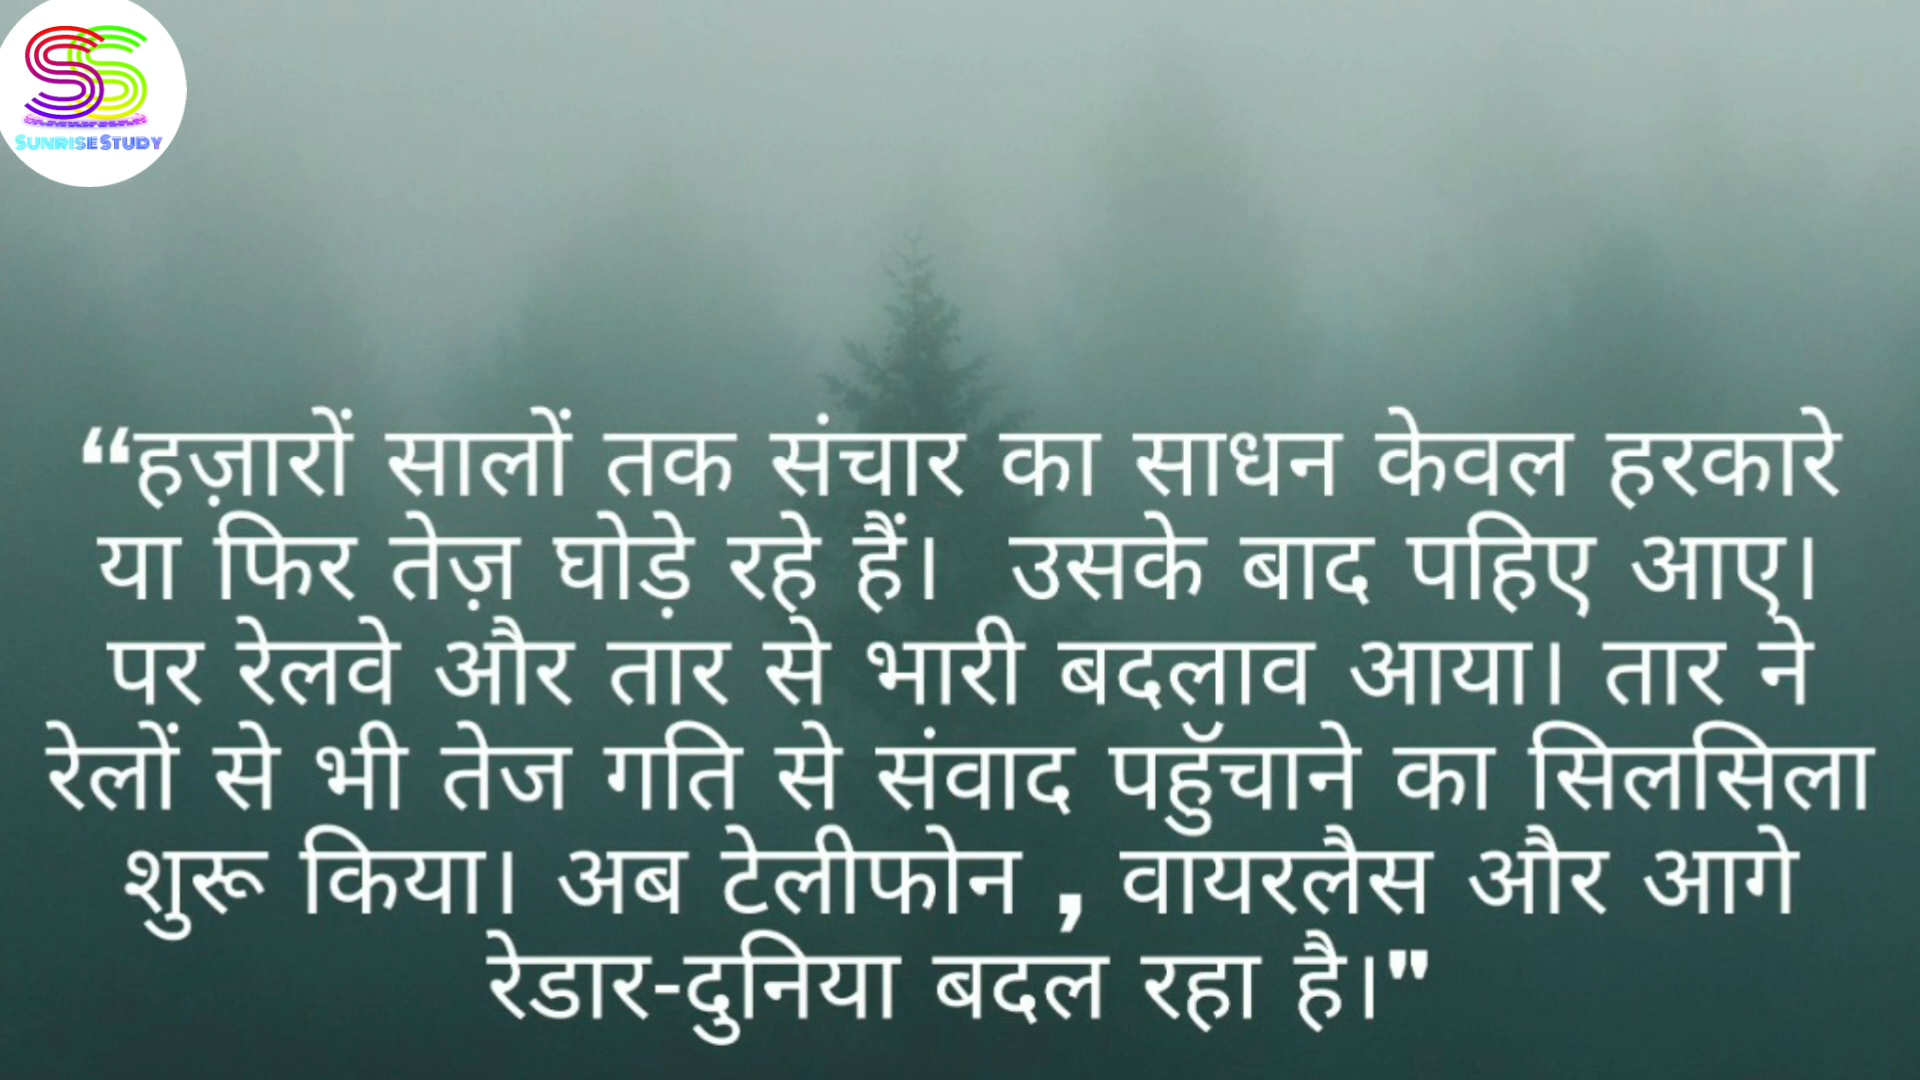 SS
SUNRISE STUDY
“हज़ारों सालों तक संचार का साधन केवल हरकारे
या फिर तेज़ घोड़े रहे हैं। उसके बाद पहिए आए।
पर रेलवे और तार से भारी बदलाव आया। तार ने
रेलों से भी तेज गति से संवाद पहुॅचाने का सिलसिला
शुरू किया। अब टेलीफोन , वायरलैस और आगे
रेडार-दुनिया बदल रहा है।"